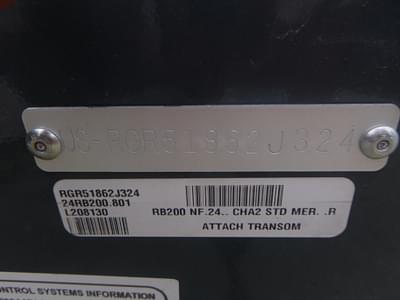 US-RGR51862J324
RGR51862J324
24RB200.801
L208130
RB200 NF.24.. CHA2 STD MER. .R
ATTACH TRANSOM
CONTROL SYSTEMS INFORMATION